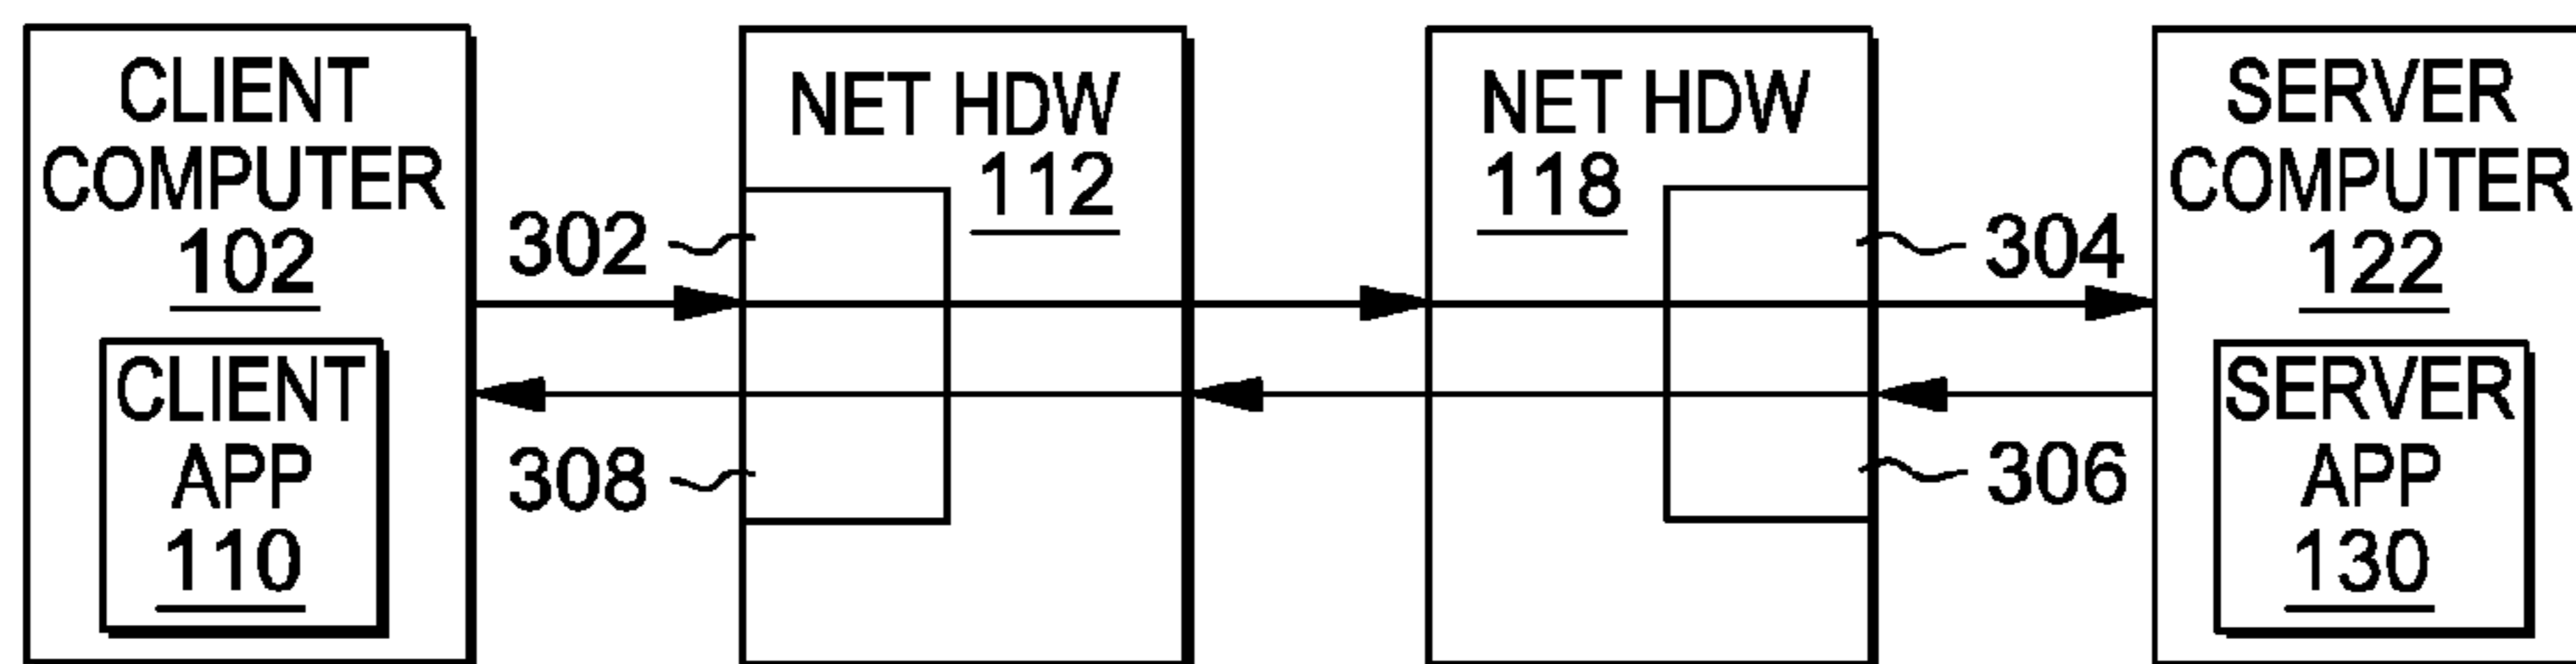 CLIENT
COMPUTER
102
CLIENT
APP
110
302
308
NET HDW
112
NET HDW
118
304
306
SERVER
COMPUTER
122
SERVER
APP
130